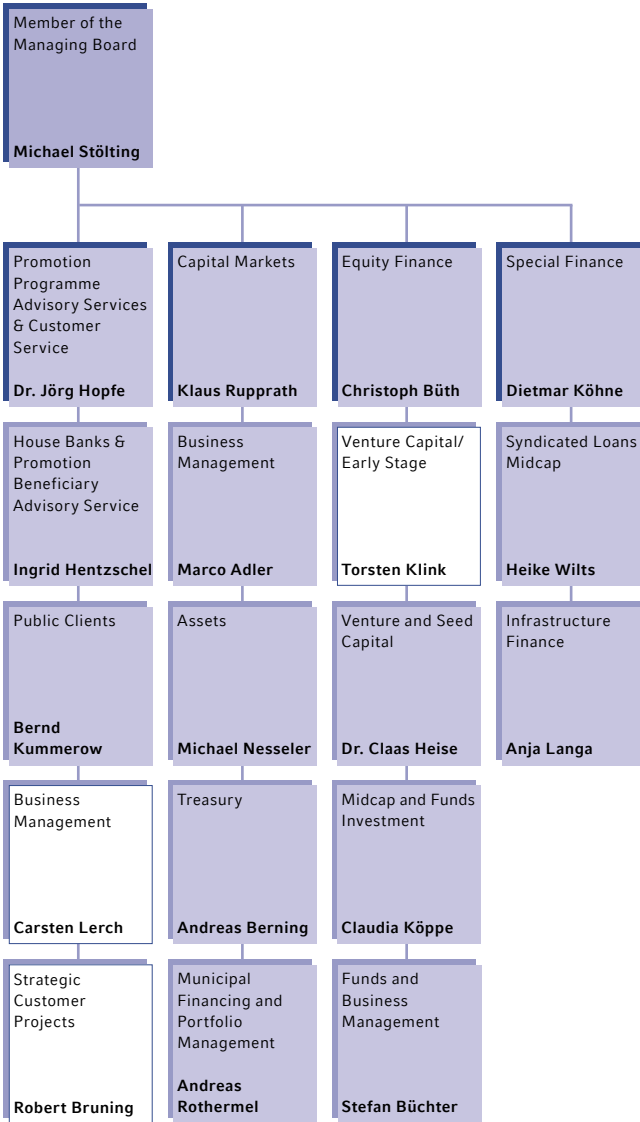 Member of the
Managing Board
Michael Stölting
Promotion
Programme
Advisory Services
& Customer
Service
Dr. Jörg Hopfe
Capital Markets
Klaus Rupprath
Equity Finance
Christoph Büth
Special Finance
Dietmar Köhne
House Banks &
Promotion
Beneficiary
Advisory Service
Ingrid Hentzschel
Business
Management
Marco Adler
Venture Capital/
Early Stage
Torsten Klink
Syndicated Loans
Midcap
Heike Wilts
Public Clients
Bernd
Kummerow
Assets
Michael Nesseler
Venture and Seed
Capital
Dr. Claas Heise
Infrastructure
Finance
Anja Langa
Business
Management
Carsten Lerch
Treasury
Andreas Berning
Midcap and Funds
Investment
Claudia Köppe
Strategic
Customer
Projects
Robert Bruning
Municipal
Financing and
Portfolio
Management
Andreas
Rothermel
Funds and
Business
Management
Stefan Büchter